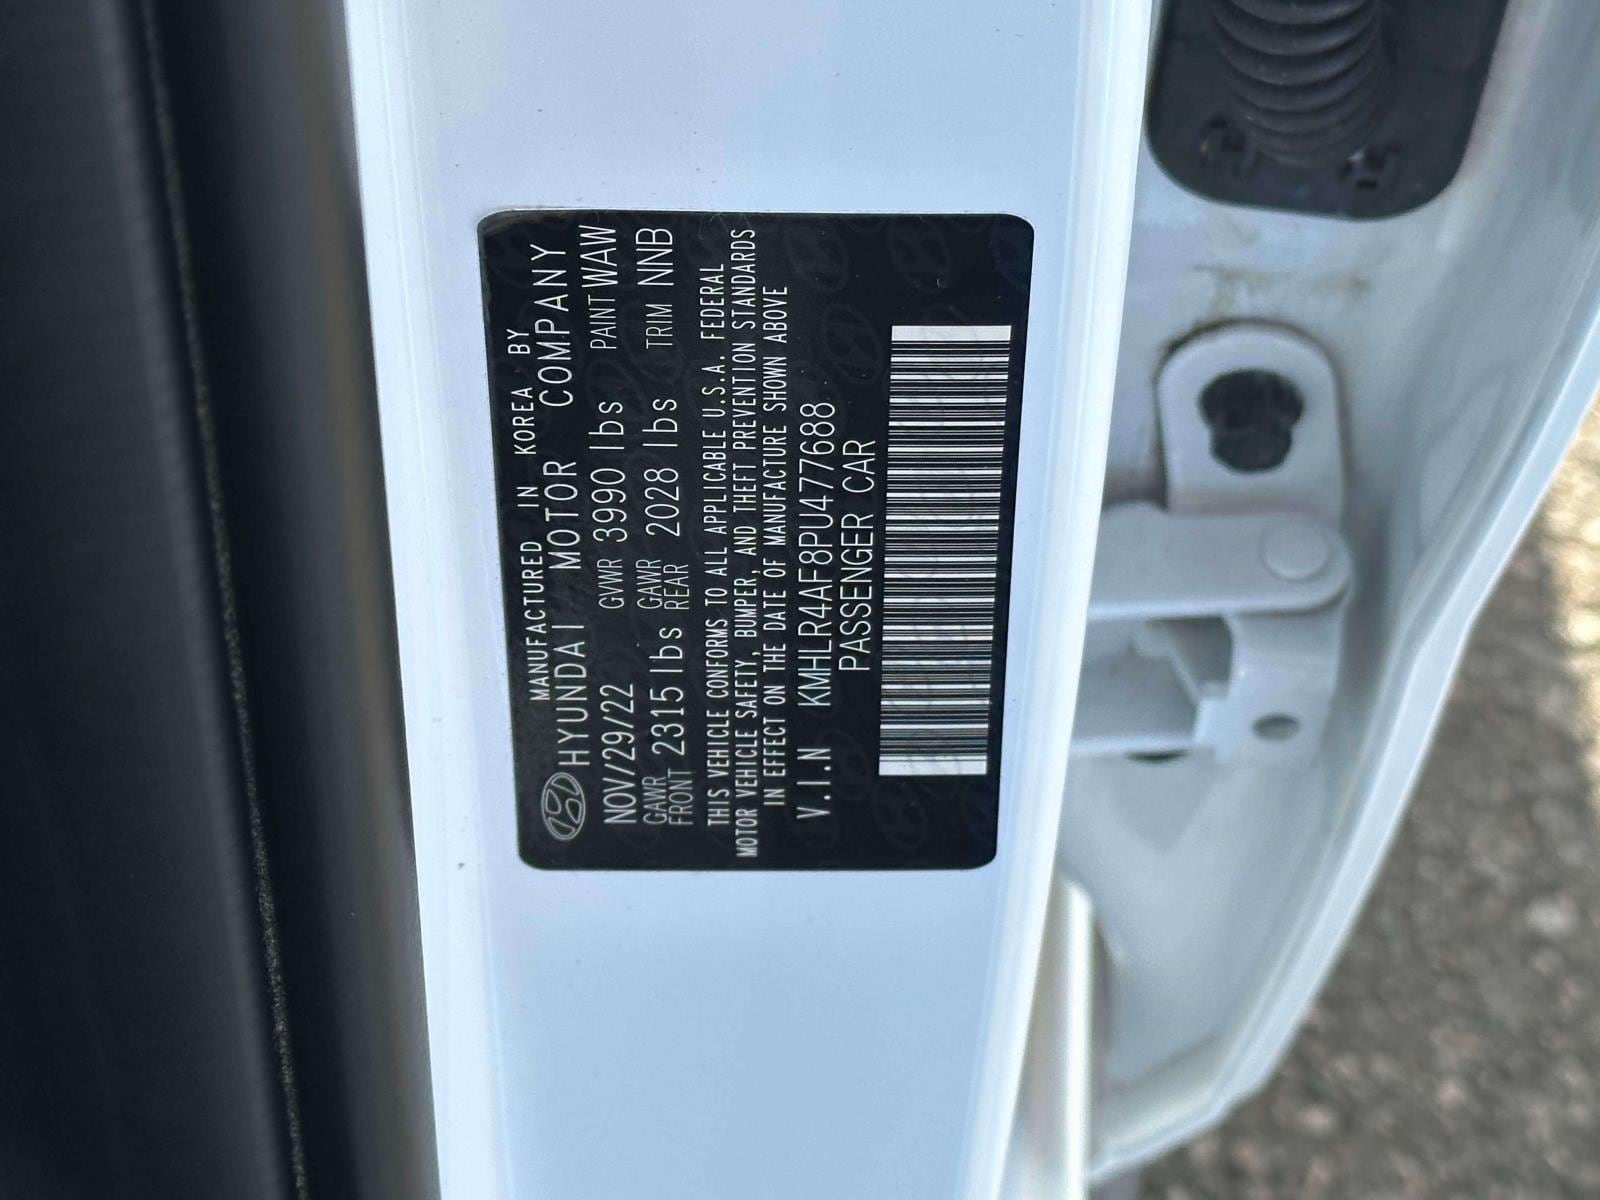 MANUFACTURED IN KOREA BY
HYUNDAI MOTOR COMPANY
NOV/29/22 GVWR 3990 lbs PAINT WAW
GAWR FRONT 2315 lbs GAWR REAR 2028 lbs TRIM NNB
THIS VEHICLE CONFORMS TO ALL APPLICABLE U.S.A. FEDERAL
MOTOR VEHICLE SAFETY, BUMPER, AND THEFT PREVENTION STANDARDS
IN EFFECT ON THE DATE OF MANUFACTURE SHOWN ABOVE
V.I.N KMHLR4AF8PU477688
PASSENGER CAR